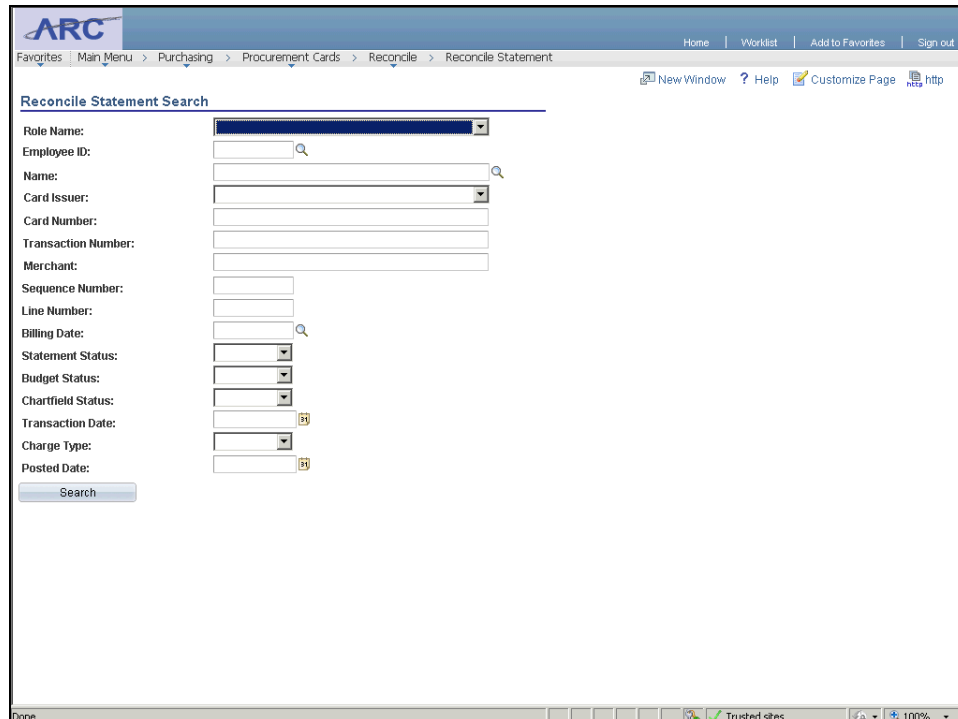 ARC
Home | Worklist | Add to Favorites | Sign out
Favorites | Main Menu > Purchasing > Procurement Cards > Reconcile > Reconcile Statement
New Window ? Help Customize Page http http
Reconcile Statement Search
Role Name:
Employee ID:
Name:
Card Issuer:
Card Number:
Transaction Number:
Merchant:
Sequence Number:
Line Number:
Billing Date:
Statement Status:
Budget Status:
Chartfield Status:
Transaction Date: 31
Charge Type:
Posted Date: 31
Search
Done Trusted sites 100%